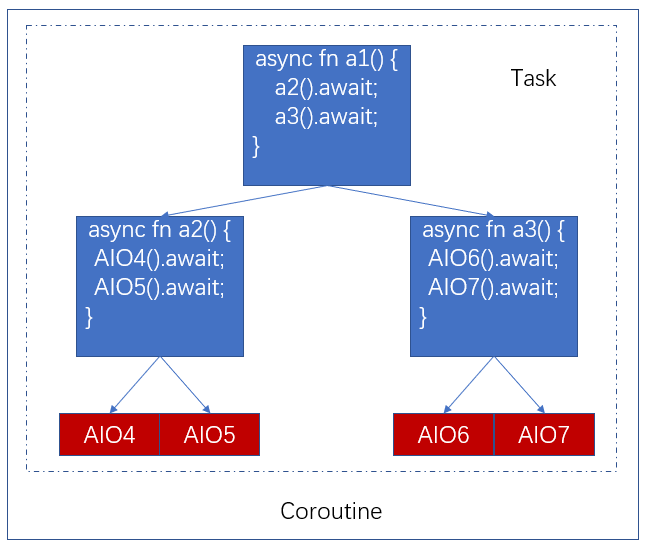 async fn a1() {
a2().await;
a3().await;
}
Task
async fn a2() {
AIO4().await;
AIO5().await;
}
async fn a3() {
AIO6().await;
AIO7().await;
}
AIO4
AIO5
AIO6
AIO7
Coroutine